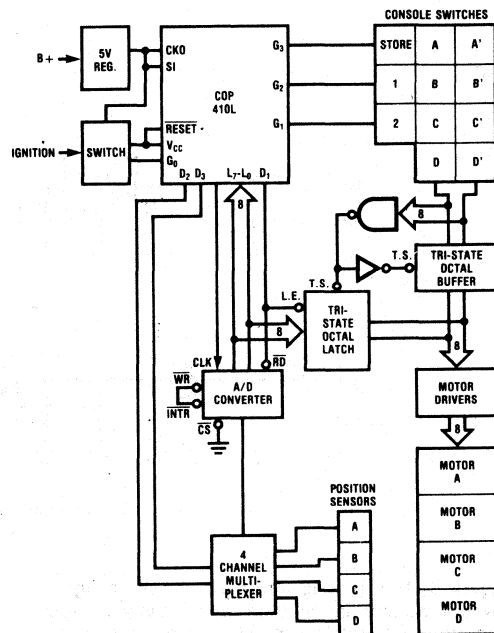 CONSOLE SWITCHES
B+
5V
REG.
CKO
SI
COP
410L
G3
G2
G1
STORE A A'
1 B B'
2 C C'
D D'
IGNITION
SWITCH
RESET
VCC
G0
D2 D3 L7-L0 D1
8
8
T.S.
T.S.
TRI-STATE
OCTAL
BUFFER
L.E.
TRI-
STATE
OCTAL
LATCH
8
8
CLK
RD
WR
INTR
A/D
CONVERTER
CS
MOTOR
DRIVERS
8
MOTOR
A
MOTOR
B
MOTOR
C
MOTOR
D
POSITION
SENSORS
A
B
C
D
4
CHANNEL
MULTI-
PLEXER